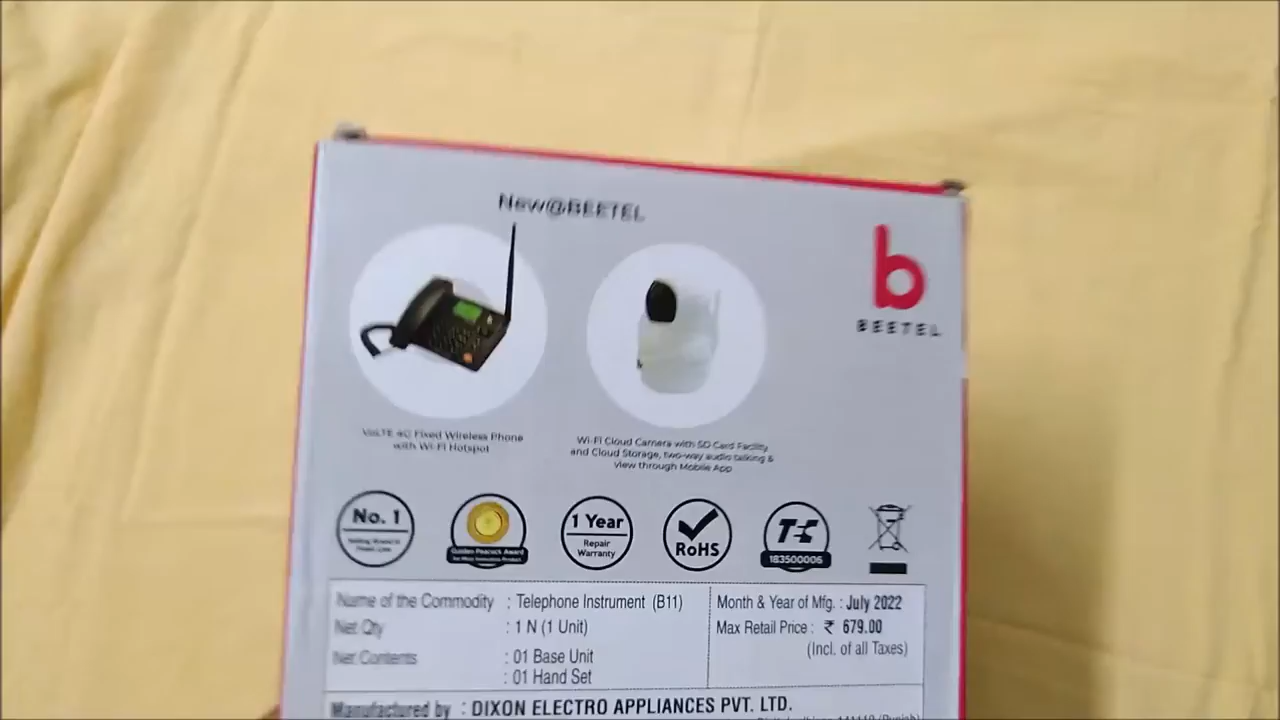 New@BEETEL
b
BEETEL
VoLTE 4G Fixed Wireless Phone
with Wi-Fi Hotspot
Wi-Fi Cloud Camera with SD Card Facility
and Cloud Storage, two-way audio talking &
view through Mobile App
No. 1
Golden Peacock Award
1 Year
Repair
Warranty
RoHS
183500006
Name of the Commodity : Telephone Instrument (B11)
Net Qty : 1 N (1 Unit)
Net Contents : 01 Base Unit
: 01 Hand Set
Month & Year of Mfg. : July 2022
Max Retail Price : ₹ 679.00
(Incl. of all Taxes)
Manufactured by : DIXON ELECTRO APPLIANCES PVT. LTD.